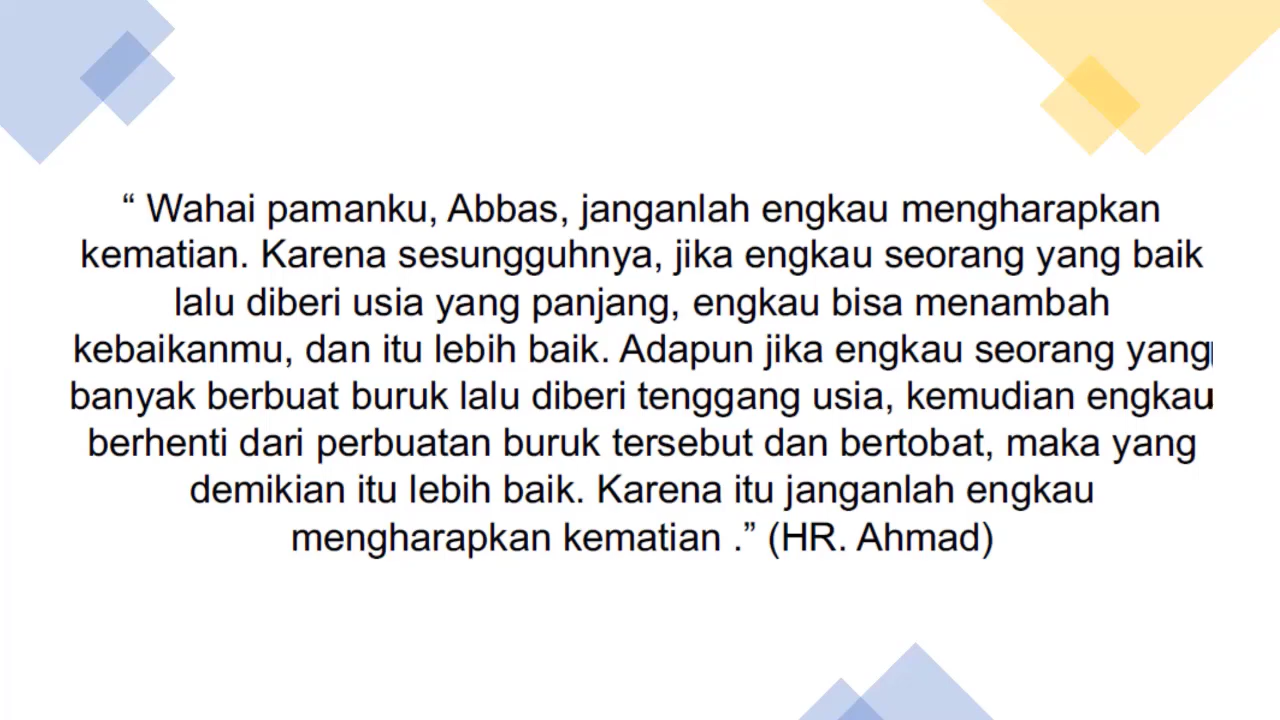 “ Wahai pamanku, Abbas, janganlah engkau mengharapkan
kematian. Karena sesungguhnya, jika engkau seorang yang baik
lalu diberi usia yang panjang, engkau bisa menambah
kebaikanmu, dan itu lebih baik. Adapun jika engkau seorang yang
banyak berbuat buruk lalu diberi tenggang usia, kemudian engkau
berhenti dari perbuatan buruk tersebut dan bertobat, maka yang
demikian itu lebih baik. Karena itu janganlah engkau
mengharapkan kematian .” (HR. Ahmad)